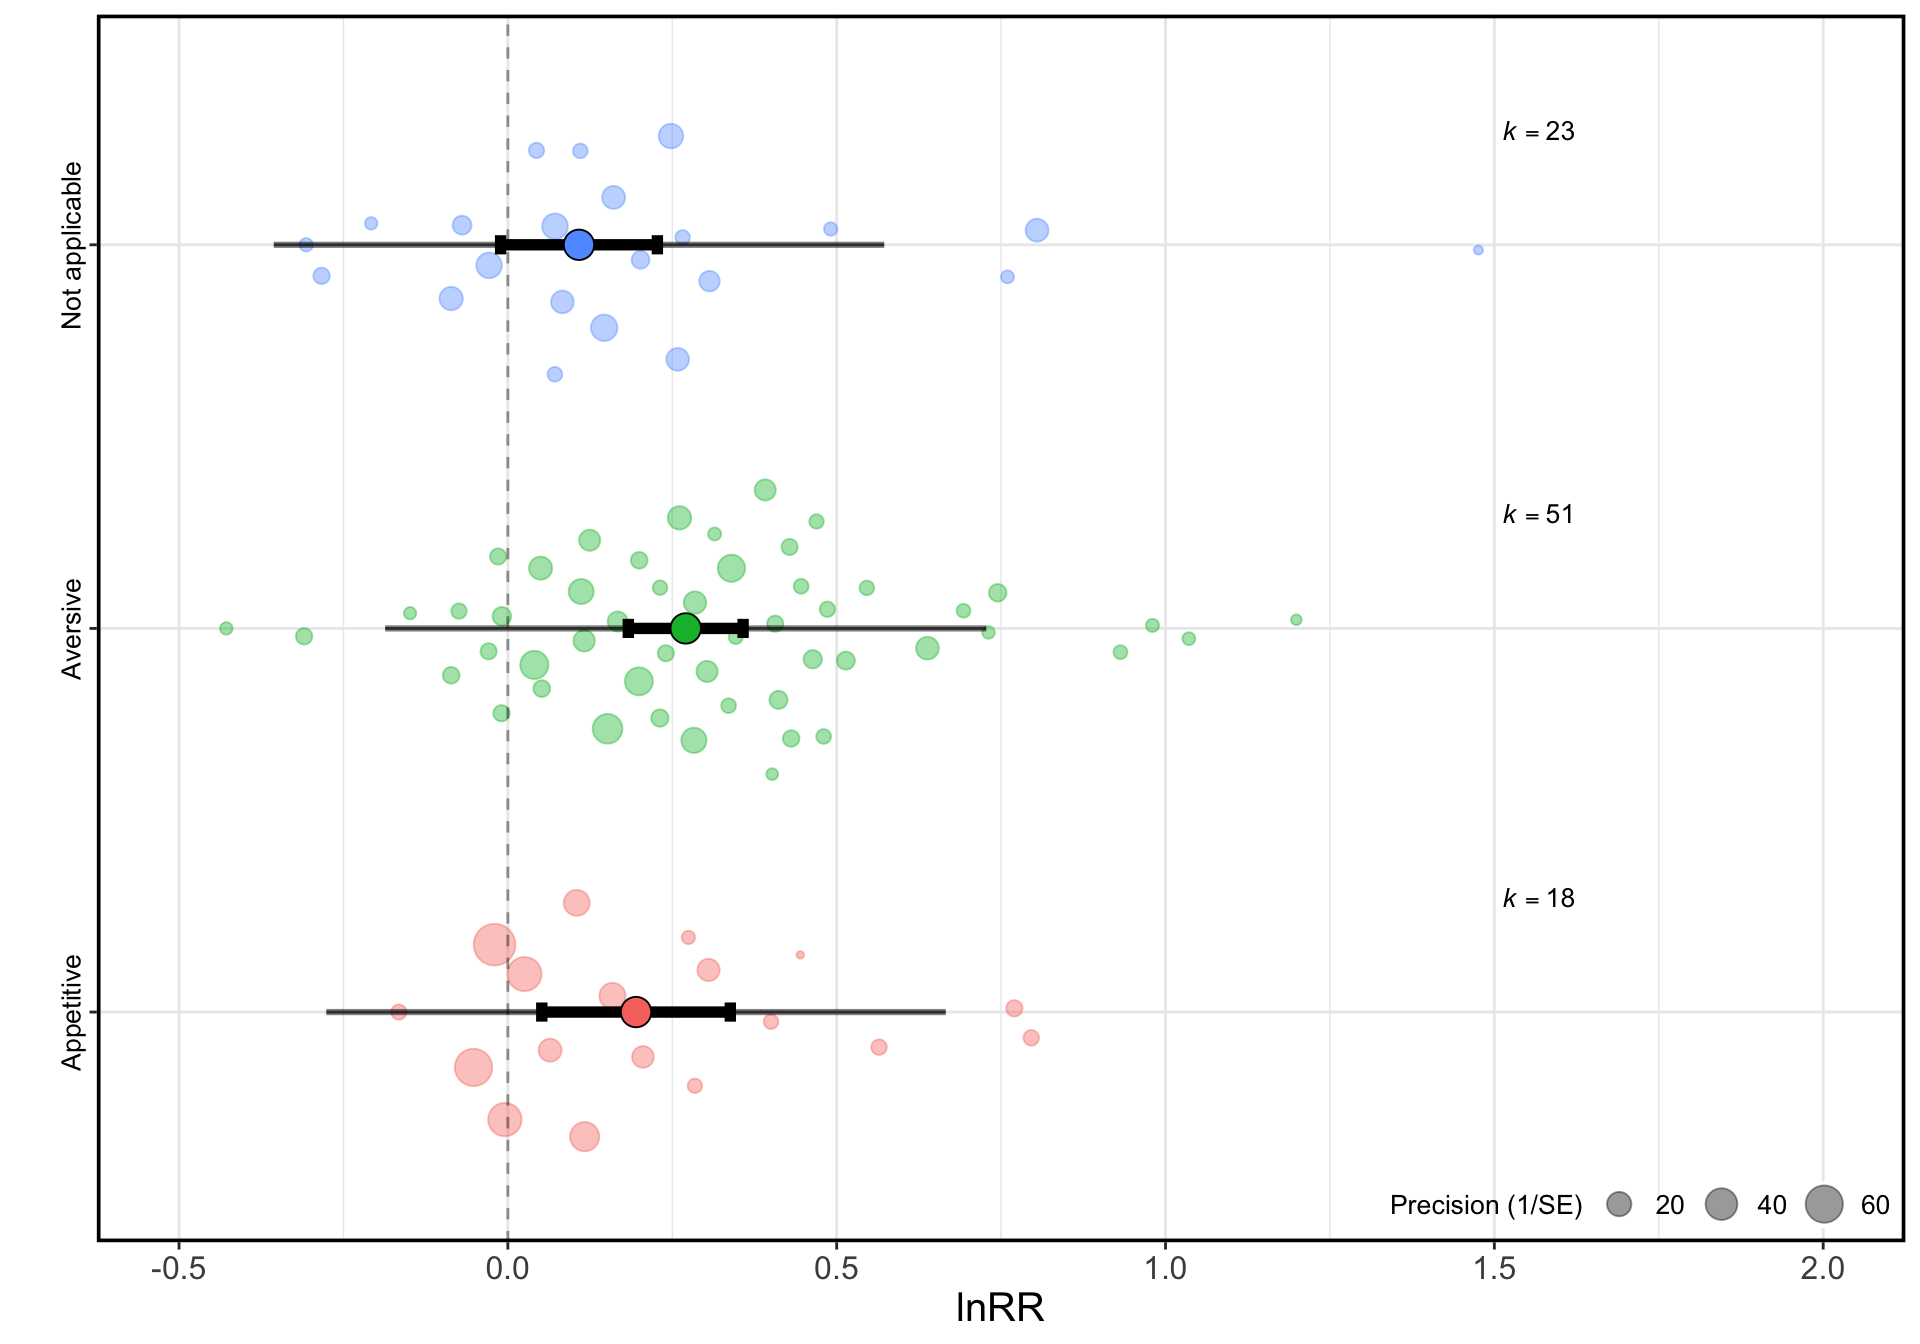 Not applicable
k = 23
Aversive
k = 51
Appetitive
k = 18
Precision (1/SE) 20 40 60
-0.5 0.0 0.5 1.0 1.5 2.0
lnRR